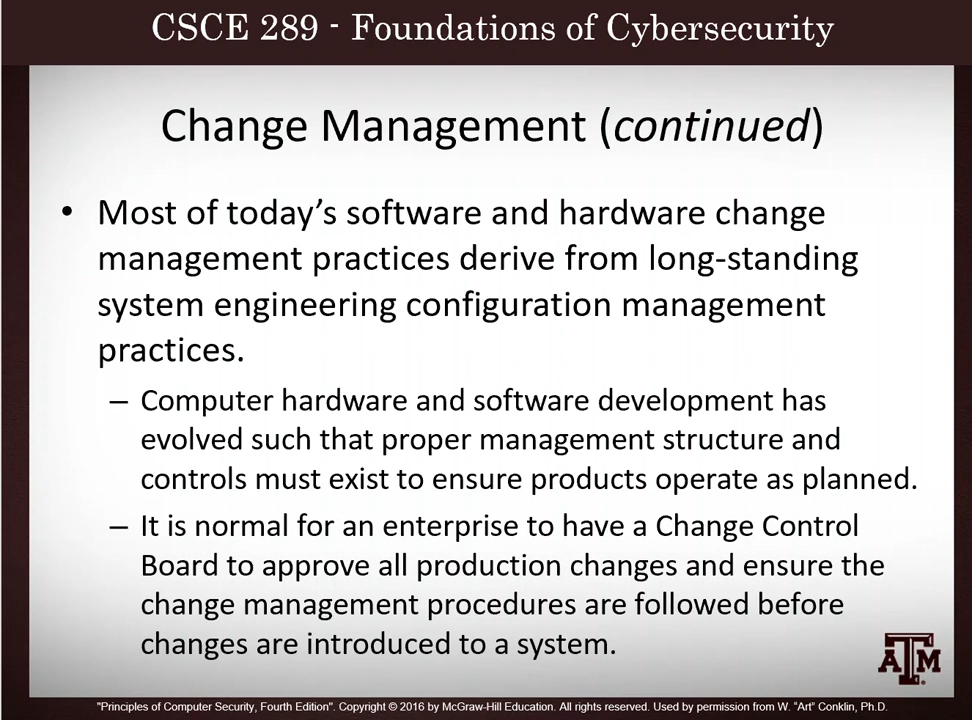 CSCE 289 - Foundations of Cybersecurity
Change Management (continued)
• Most of today's software and hardware change
management practices derive from long-standing
system engineering configuration management
practices.
– Computer hardware and software development has
evolved such that proper management structure and
controls must exist to ensure products operate as planned.
– It is normal for an enterprise to have a Change Control
Board to approve all production changes and ensure the
change management procedures are followed before
changes are introduced to a system.
ATM
"Principles of Computer Security, Fourth Edition". Copyright © 2016 by McGraw-Hill Education. All rights reserved. Used by permission from W. "Art" Conklin, Ph.D.